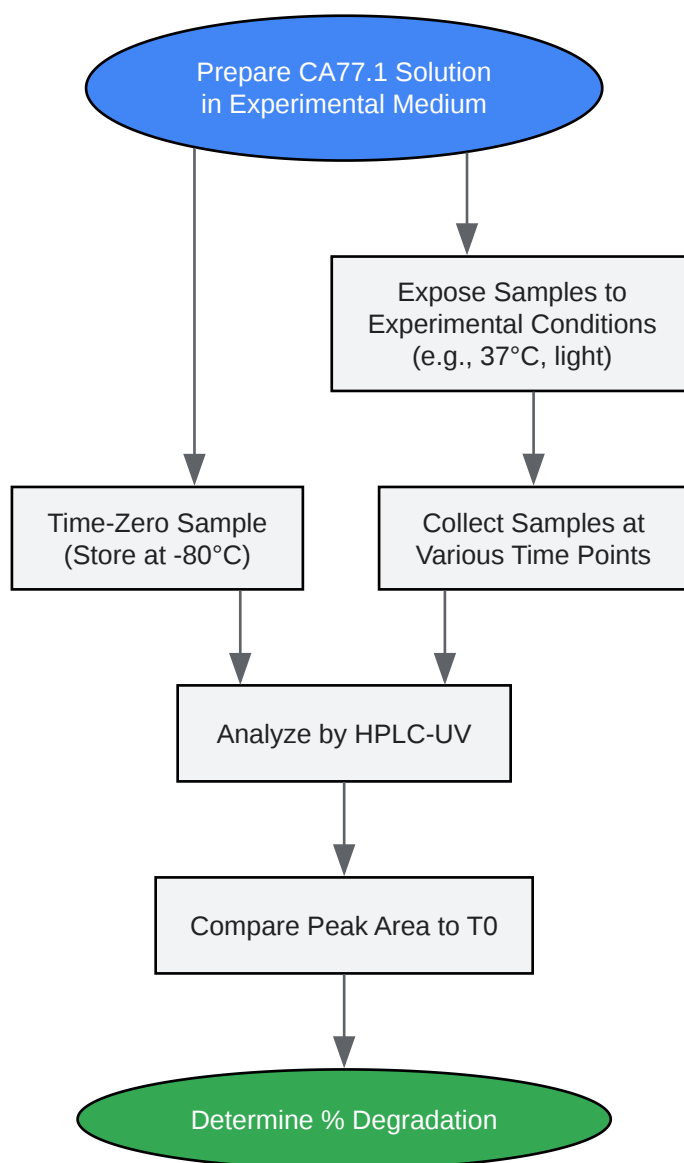 Prepare CA77.1 Solution
in Experimental Medium
Expose Samples to
Experimental Conditions
(e.g., 37°C, light)
Time-Zero Sample
(Store at -80°C)
Collect Samples at
Various Time Points
Analyze by HPLC-UV
Compare Peak Area to T0
Determine % Degradation